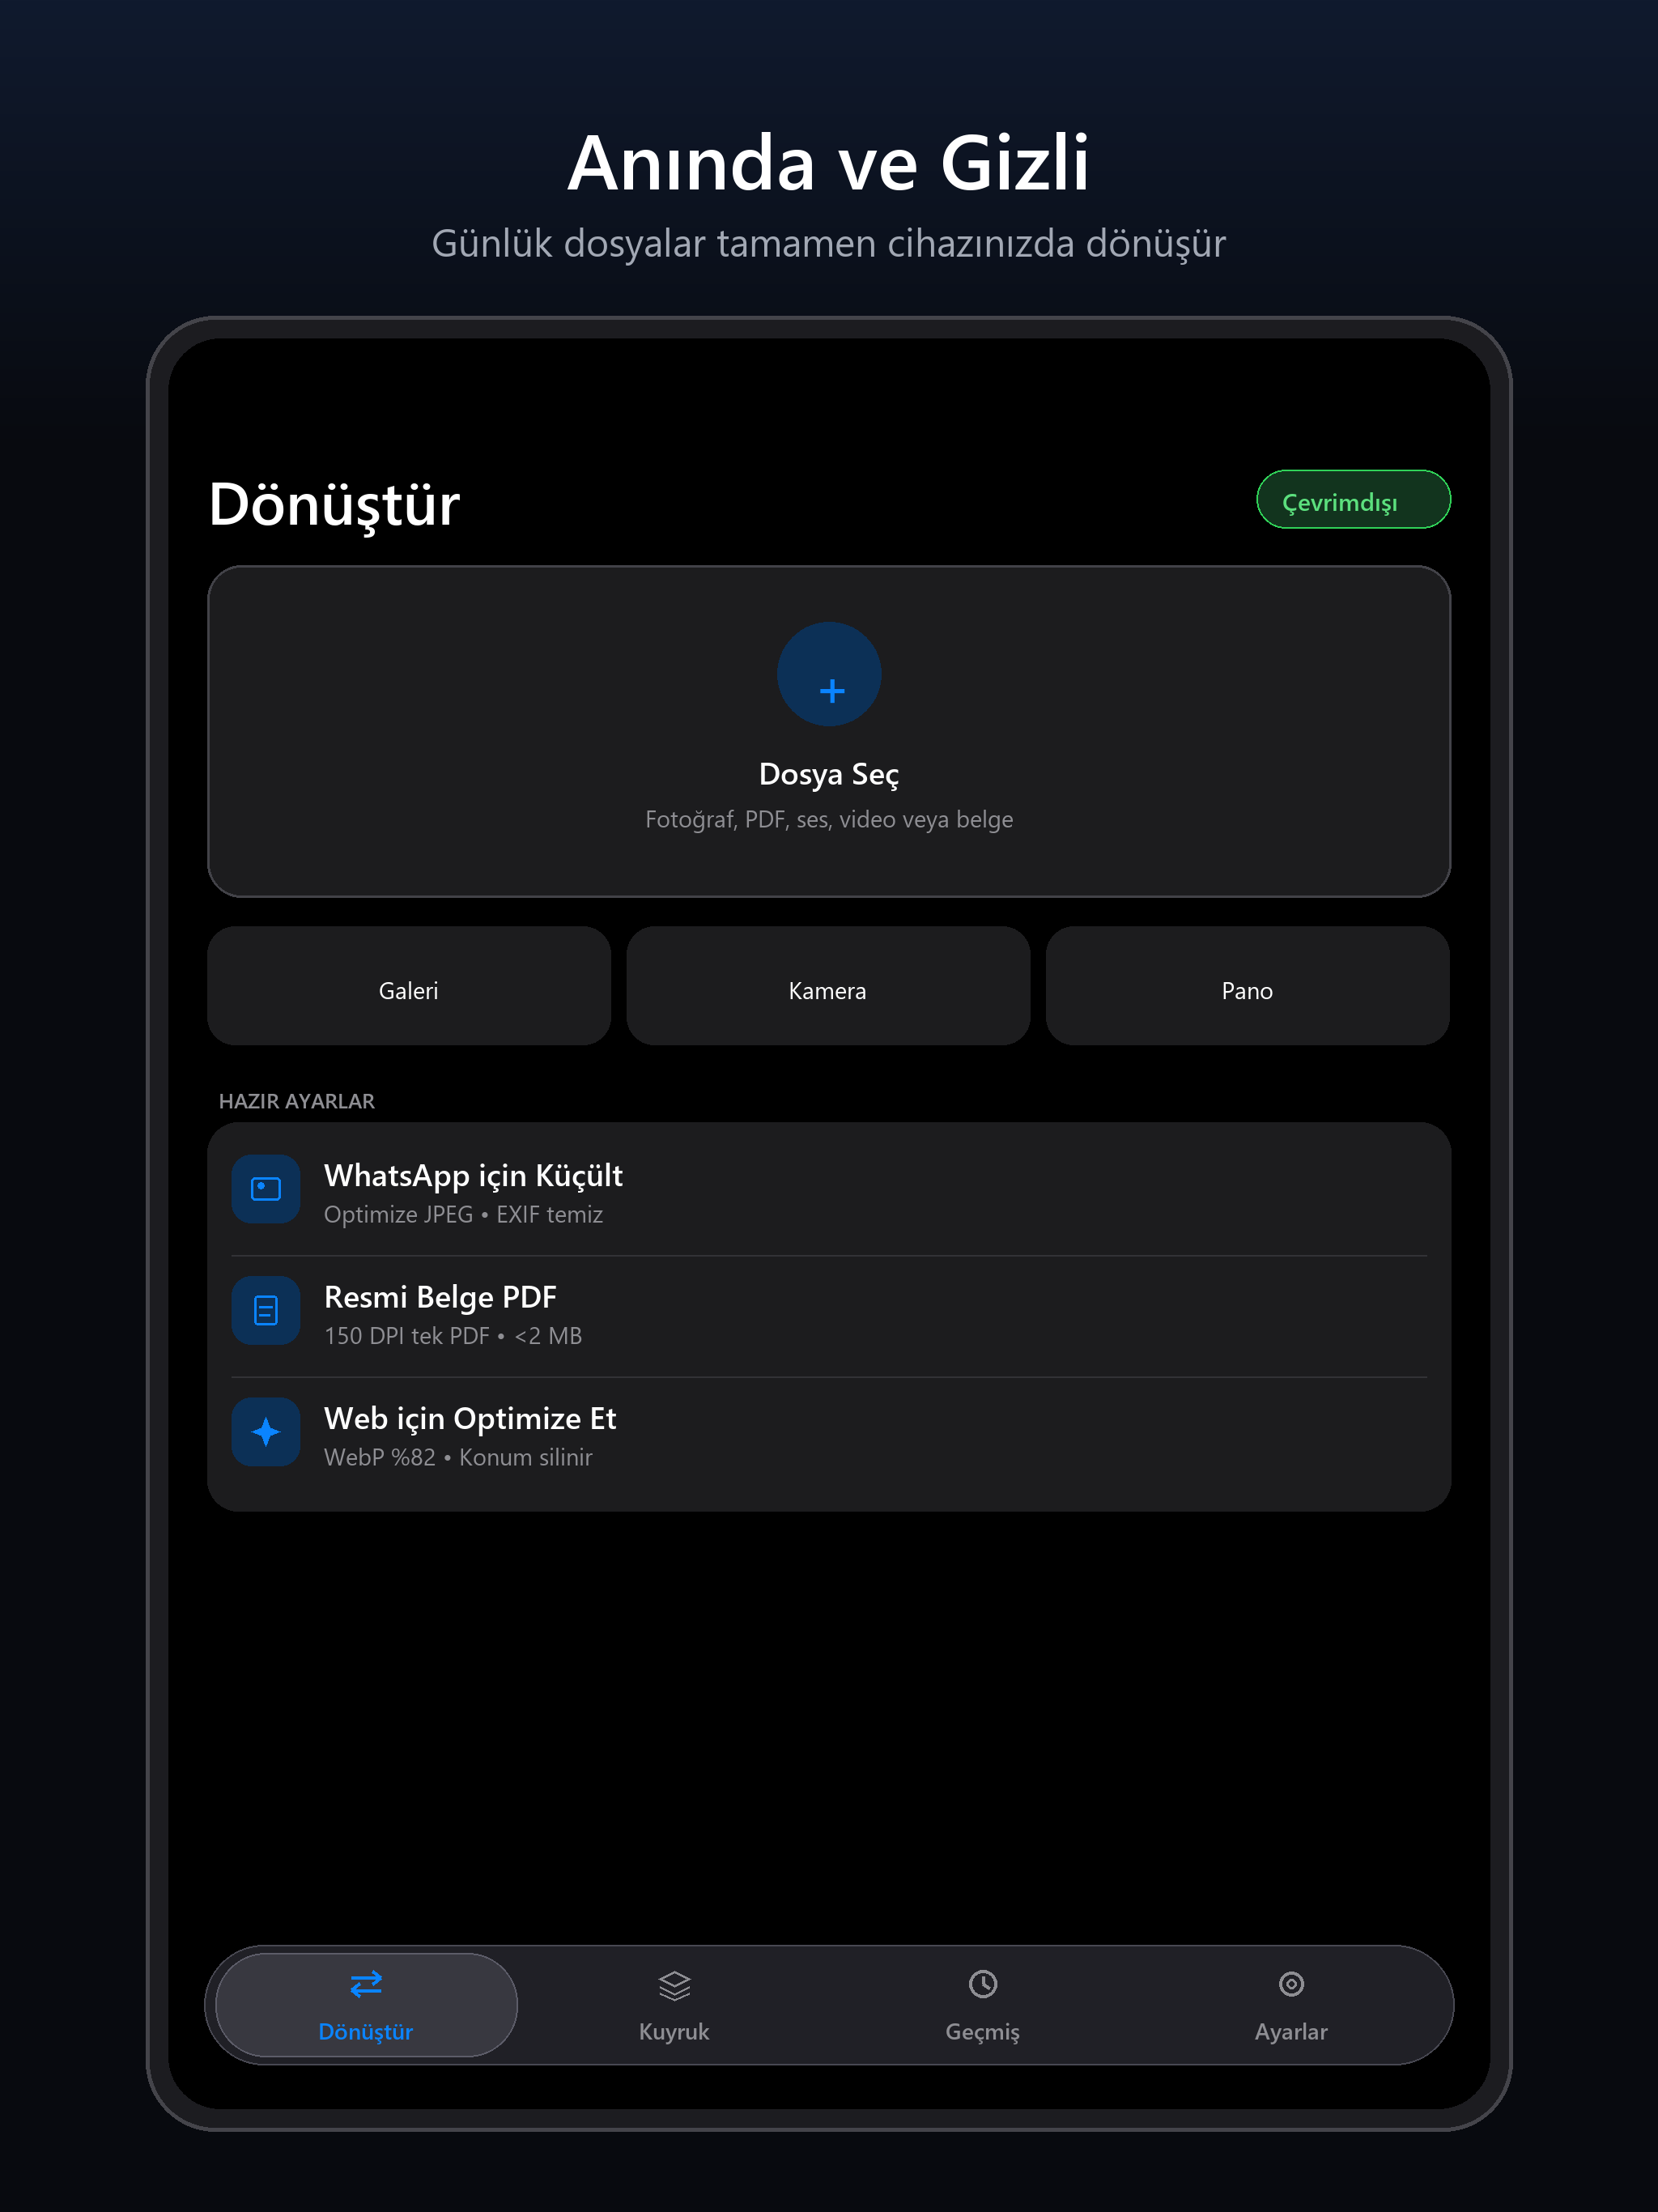 Anında ve Gizli
Günlük dosyalar tamamen cihazınızda dönüşür
Dönüştür
Çevrimdışı
+
Dosya Seç
Fotoğraf, PDF, ses, video veya belge
Galeri
Kamera
Pano
HAZIR AYARLAR
WhatsApp için Küçült
Optimize JPEG • EXIF temiz
Resmi Belge PDF
150 DPI tek PDF • <2 MB
Web için Optimize Et
WebP %82 • Konum silinir
Dönüştür
Kuyruk
Geçmiş
Ayarlar